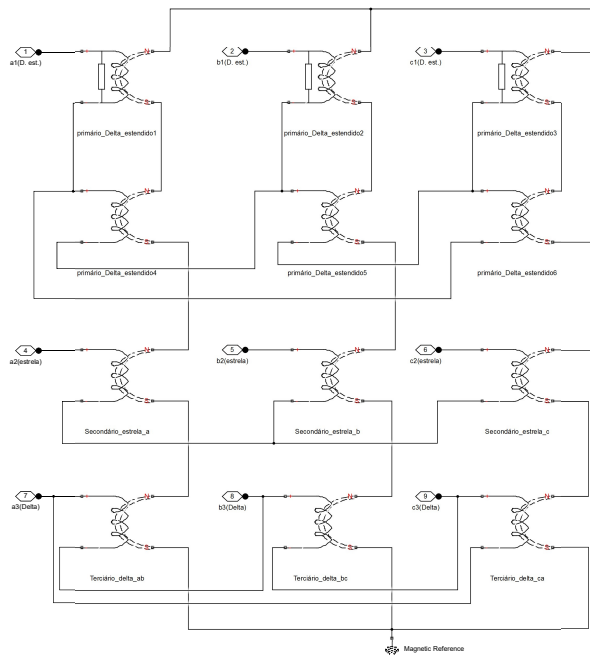 1 2 3
a1(D. est.) b1(D. est.) c1(D. est.)
primário_Delta_estendido1 primário_Delta_estendido2 primário_Delta_estendido3
primário_Delta_estendido4 primário_Delta_estendido5 primário_Delta_estendido6
4 5 6
a2(estrela) b2(estrela) c2(estrela)
Secondário_estrela_a Secondário_estrela_b Secondário_estrela_c
7 8 9
a3(Delta) b3(Delta) c3(Delta)
Terciário_delta_ab Terciário_delta_bc Terciário_delta_ca
Magnetic Reference